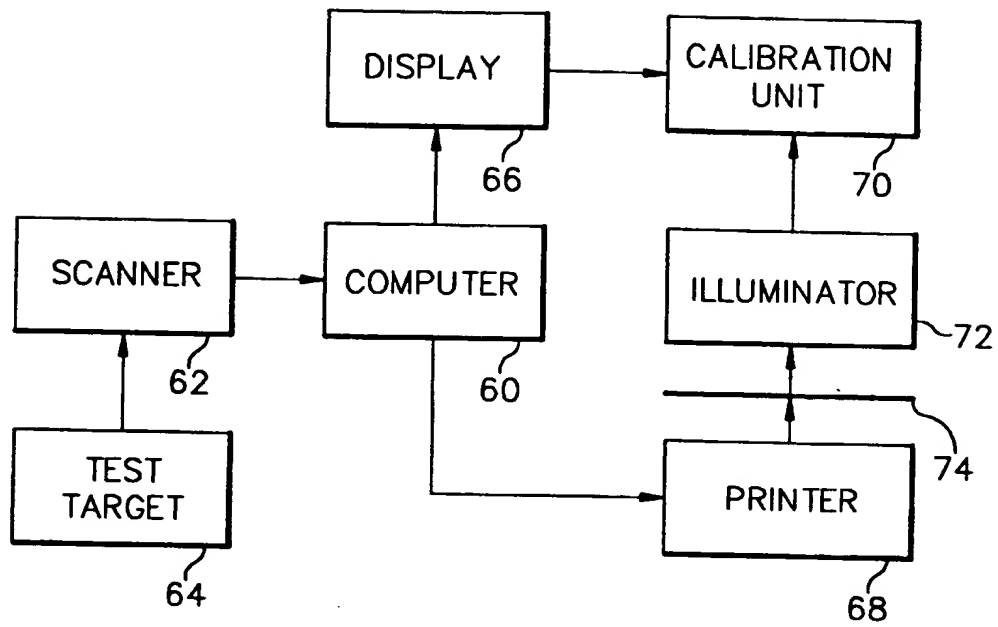 DISPLAY
66
CALIBRATION
UNIT
70
SCANNER
62
COMPUTER
60
ILLUMINATOR
72
74
TEST
TARGET
64
PRINTER
68